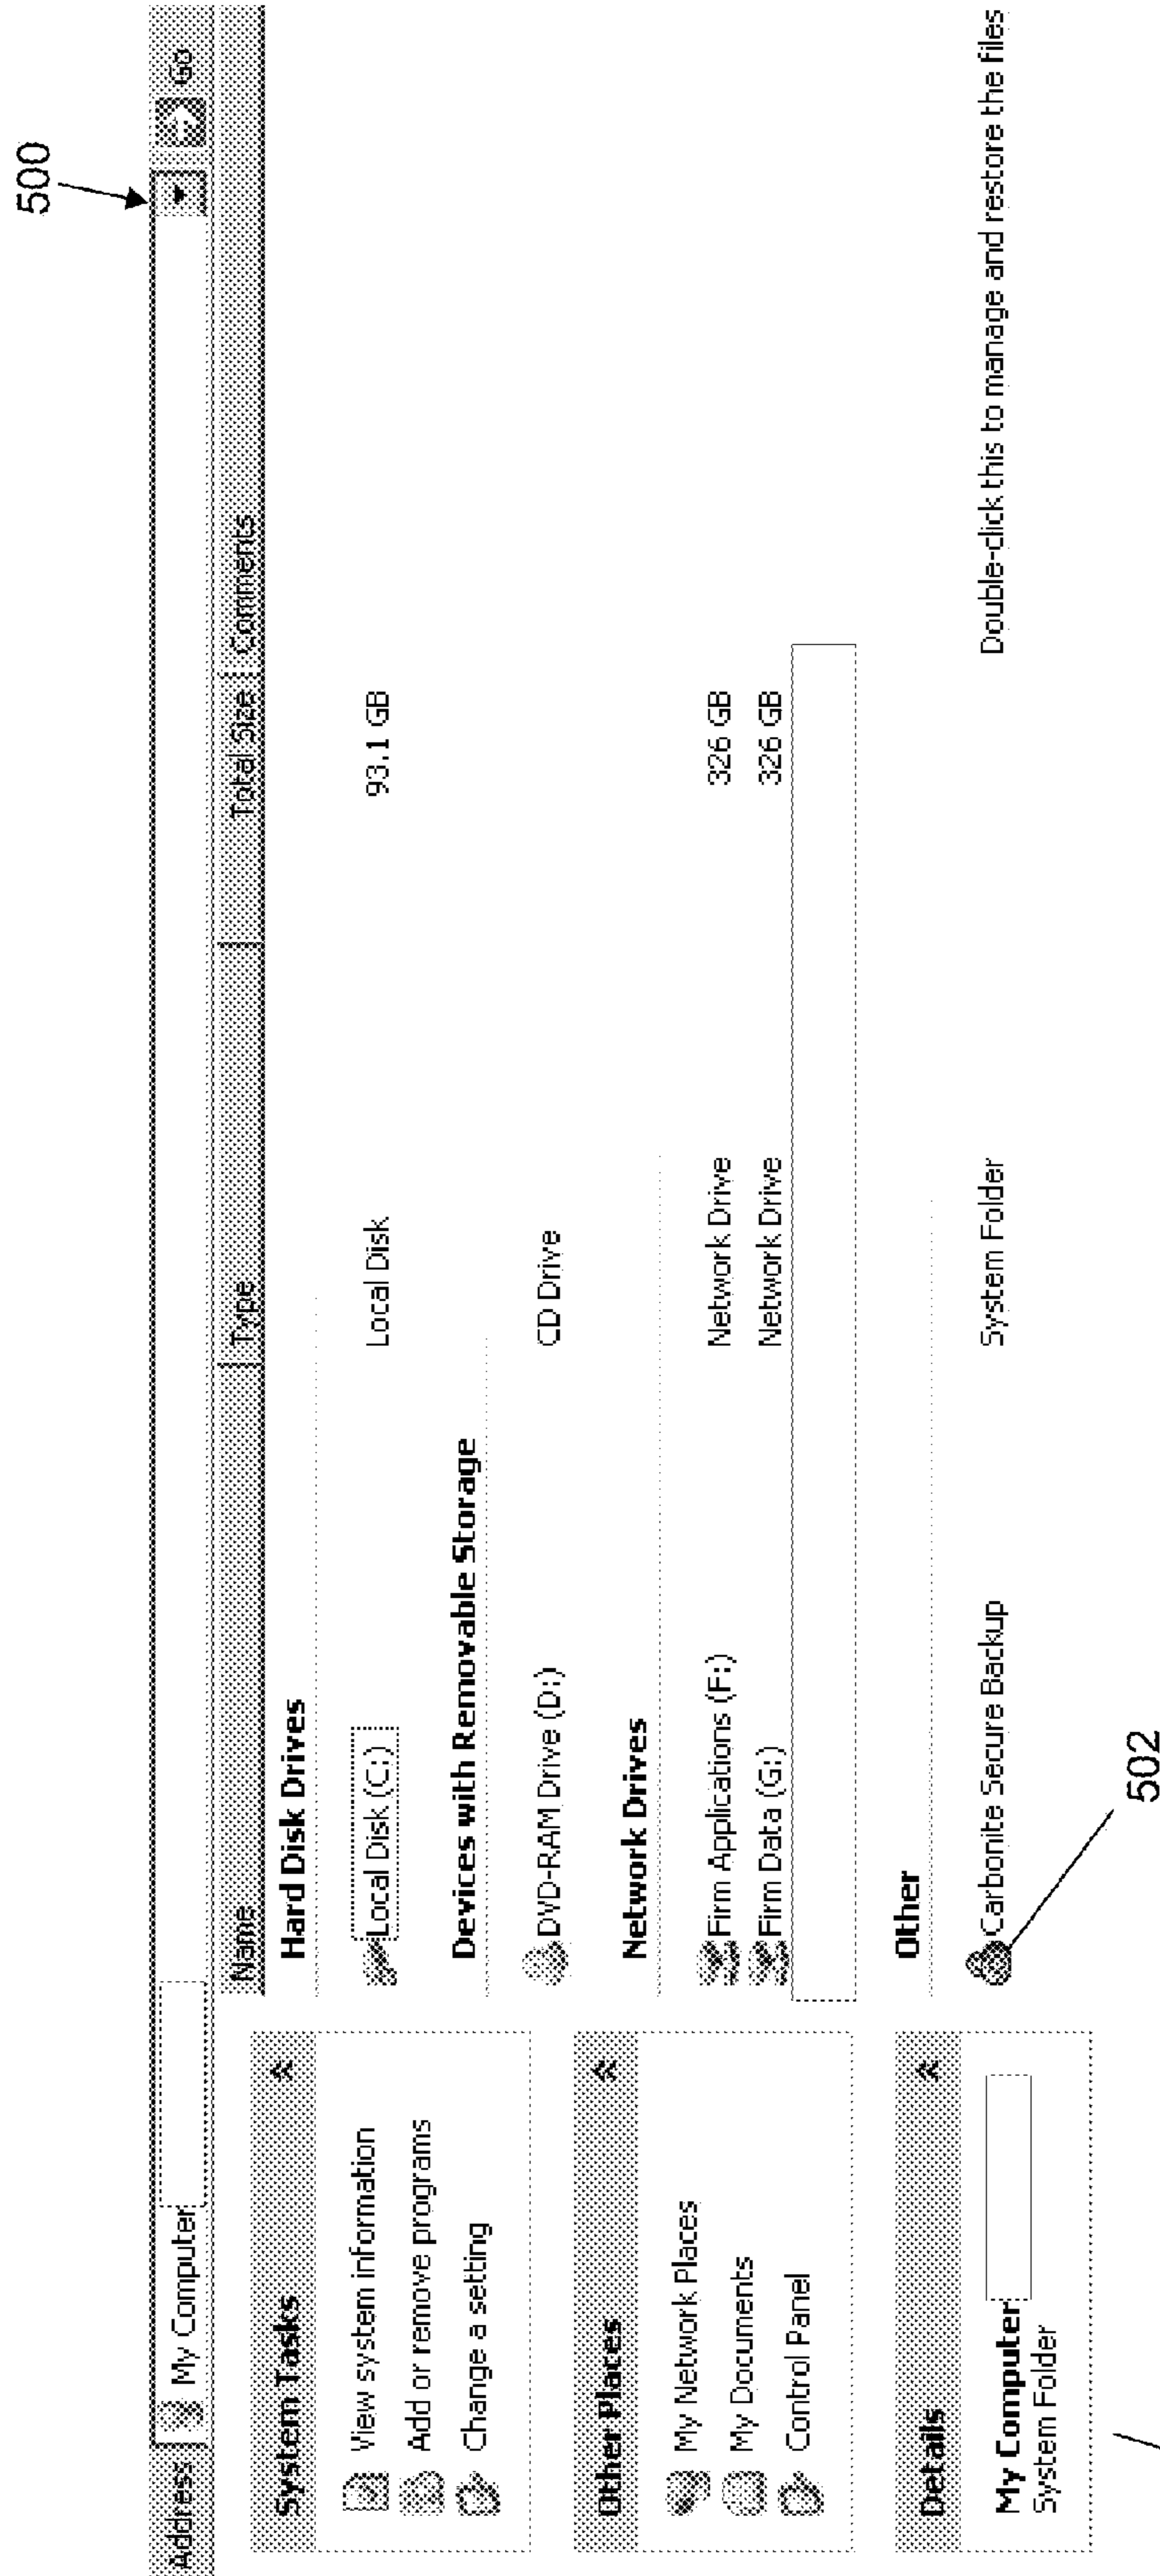 500
Address My Computer Go
Name Type Total Size Comments
System Tasks
View system information
Add or remove programs
Change a setting
Other Places
My Network Places
My Documents
Control Panel
Details
My Computer
System Folder
Hard Disk Drives
Local Disk (C:) Local Disk 93.1 GB
Devices with Removable Storage
DVD-RAM Drive (D:) CD Drive
Network Drives
Firm Applications (F:) Network Drive 326 GB
Firm Data (G:) Network Drive 326 GB
Other
Carbonite Secure Backup System Folder Double-click this to manage and restore the files
502